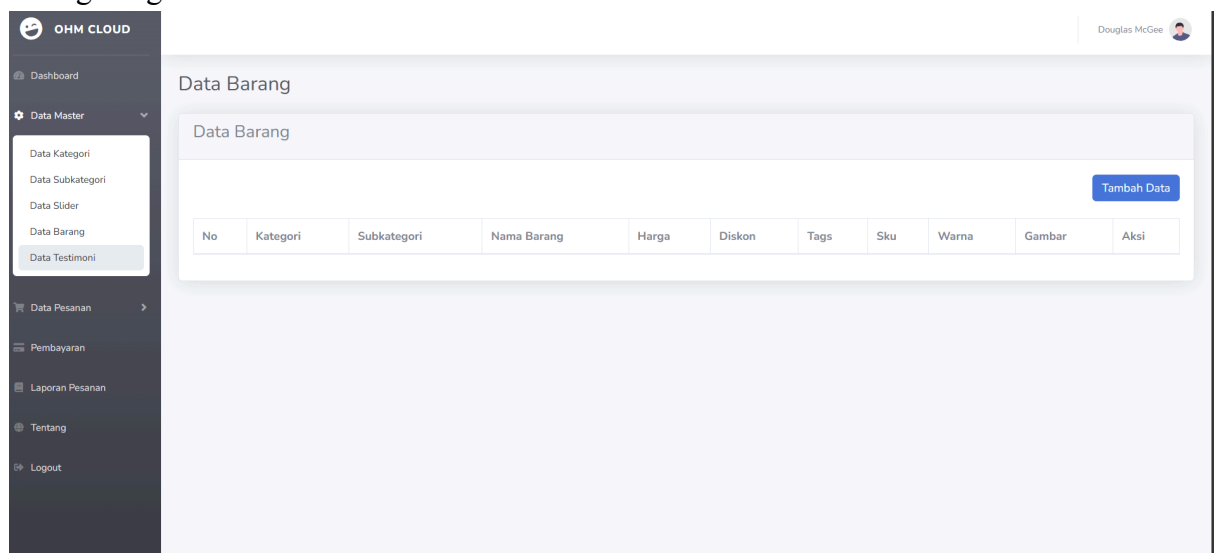 OHM CLOUD
Douglas McGee
Dashboard
Data Master
Data Kategori
Data Subkategori
Data Slider
Data Barang
Data Testimoni
Data Pesanan
Pembayaran
Laporan Pesanan
Tentang
Logout
Data Barang
Data Barang
Tambah Data
No Kategori Subkategori Nama Barang Harga Diskon Tags Sku Warna Gambar Aksi